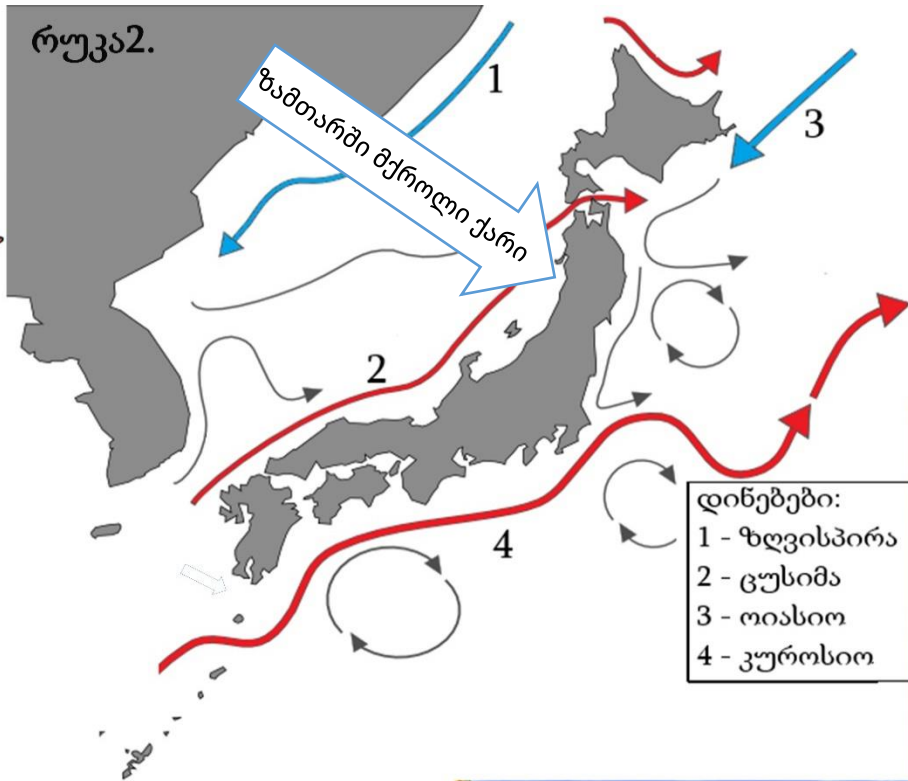 რუკა2.
ზამთარში მქროლი ქარი
1
2
3
4
დინებები:
1 - ზღვისპირა
2 - ცუსიმა
3 - ოიასიო
4 - კუროსიო